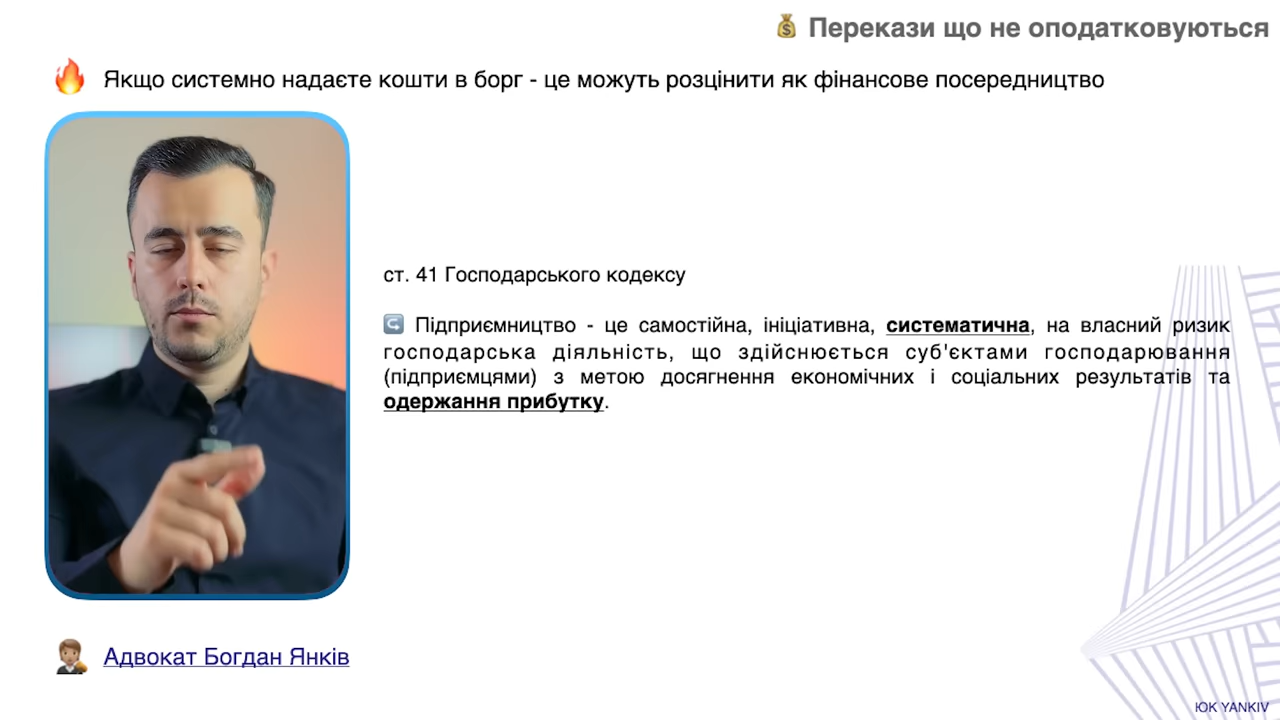 💰 Перекази що не оподатковуються
🔥 Якщо системно надаєте кошти в борг - це можуть розцінити як фінансове посередництво
ст. 41 Господарського кодексу
↪️ Підприємництво - це самостійна, ініціативна, систематична, на власний ризик
господарська діяльність, що здійснюється суб'єктами господарювання
(підприємцями) з метою досягнення економічних і соціальних результатів та
одержання прибутку.
Адвокат Богдан Янків
ЮК YANKIV